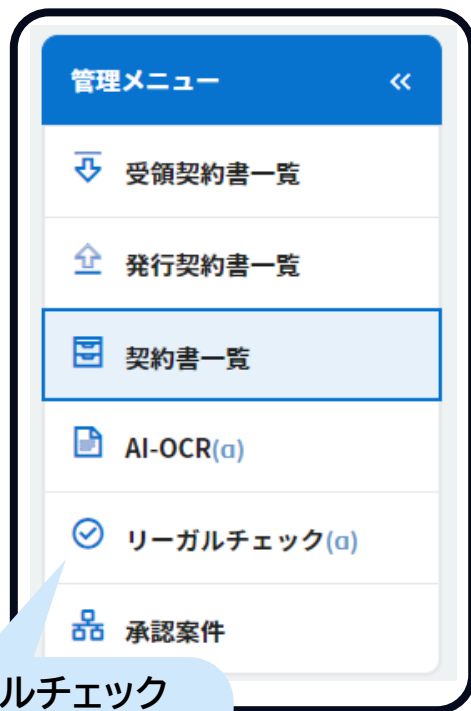 管理メニュー
受領契約書一覧
発行契約書一覧
契約書一覧
AI-OCR(α)
リーガルチェック(α)
承認案件
ルチェック